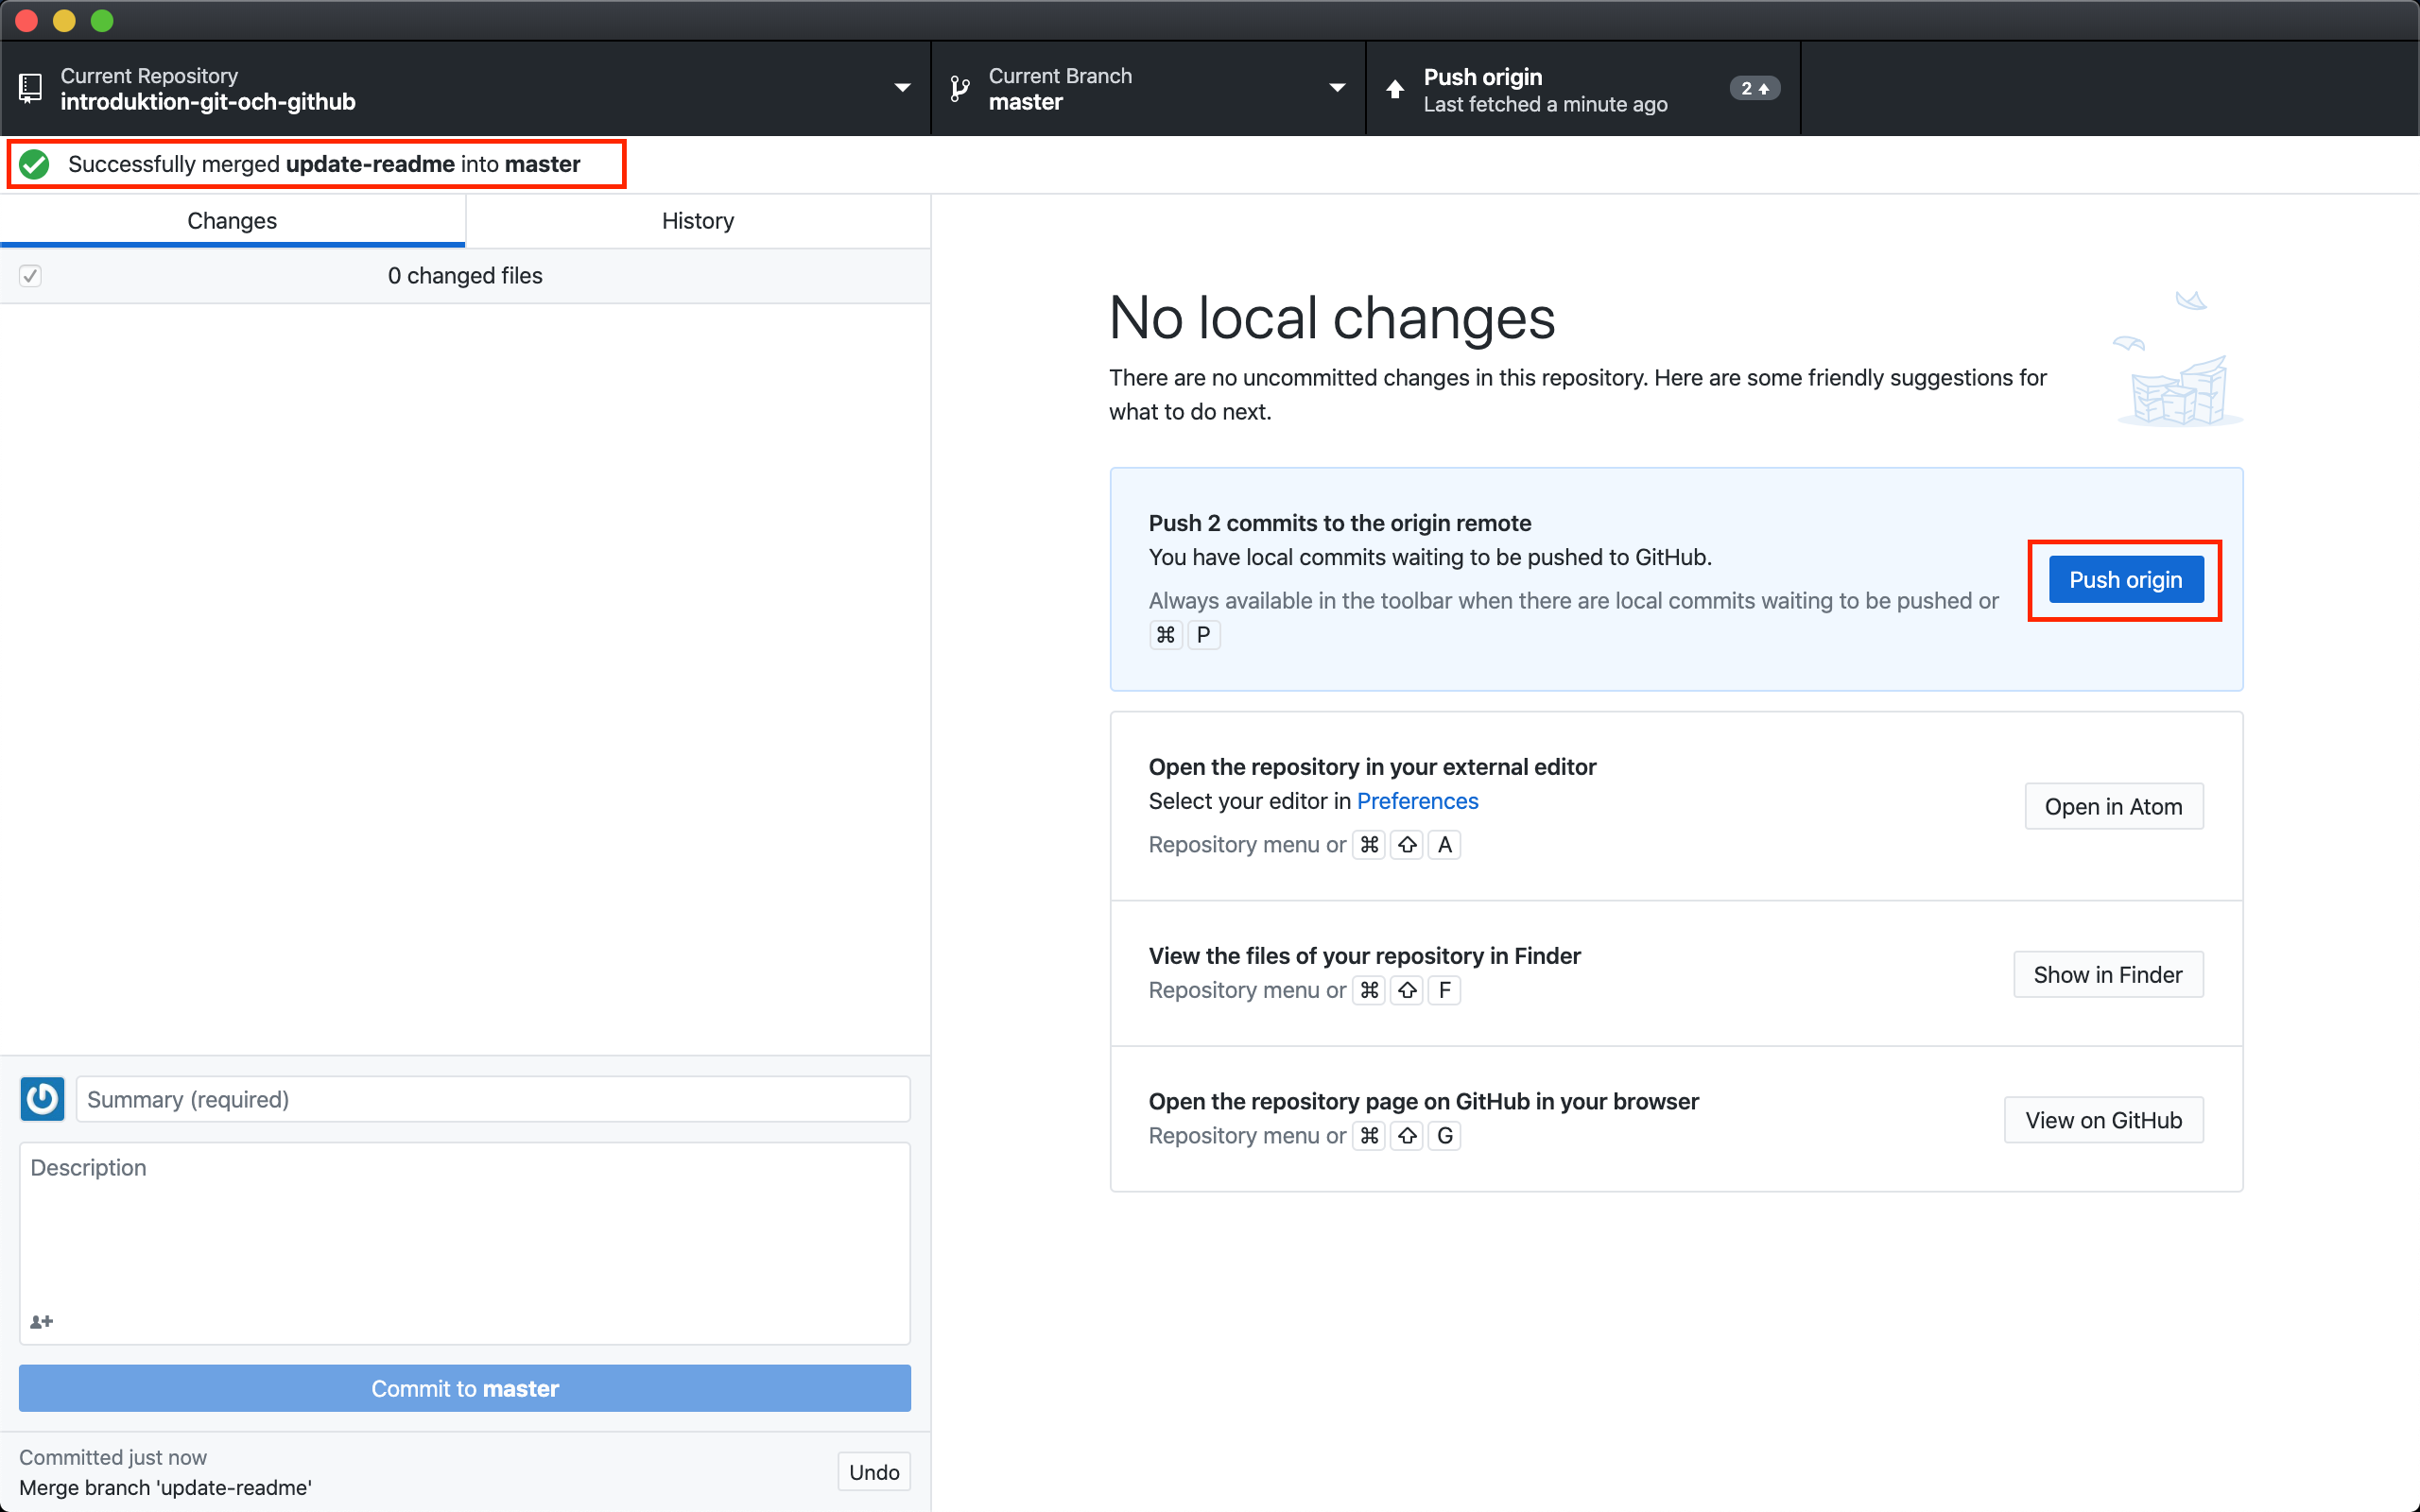 Current Repository
introduktion-git-och-github
Current Branch
master
Push origin
Last fetched a minute ago
2
Successfully merged update-readme into master
Changes
History
0 changed files
No local changes
There are no uncommitted changes in this repository. Here are some friendly suggestions for
what to do next.
Push 2 commits to the origin remote
You have local commits waiting to be pushed to GitHub.
Always available in the toolbar when there are local commits waiting to be pushed or
⌘ P
Push origin
Open the repository in your external editor
Select your editor in Preferences
Repository menu or ⌘ ⇧ A
Open in Atom
View the files of your repository in Finder
Repository menu or ⌘ ⇧ F
Show in Finder
Open the repository page on GitHub in your browser
Repository menu or ⌘ ⇧ G
View on GitHub
Summary (required)
Description
Commit to master
Committed just now
Merge branch 'update-readme'
Undo